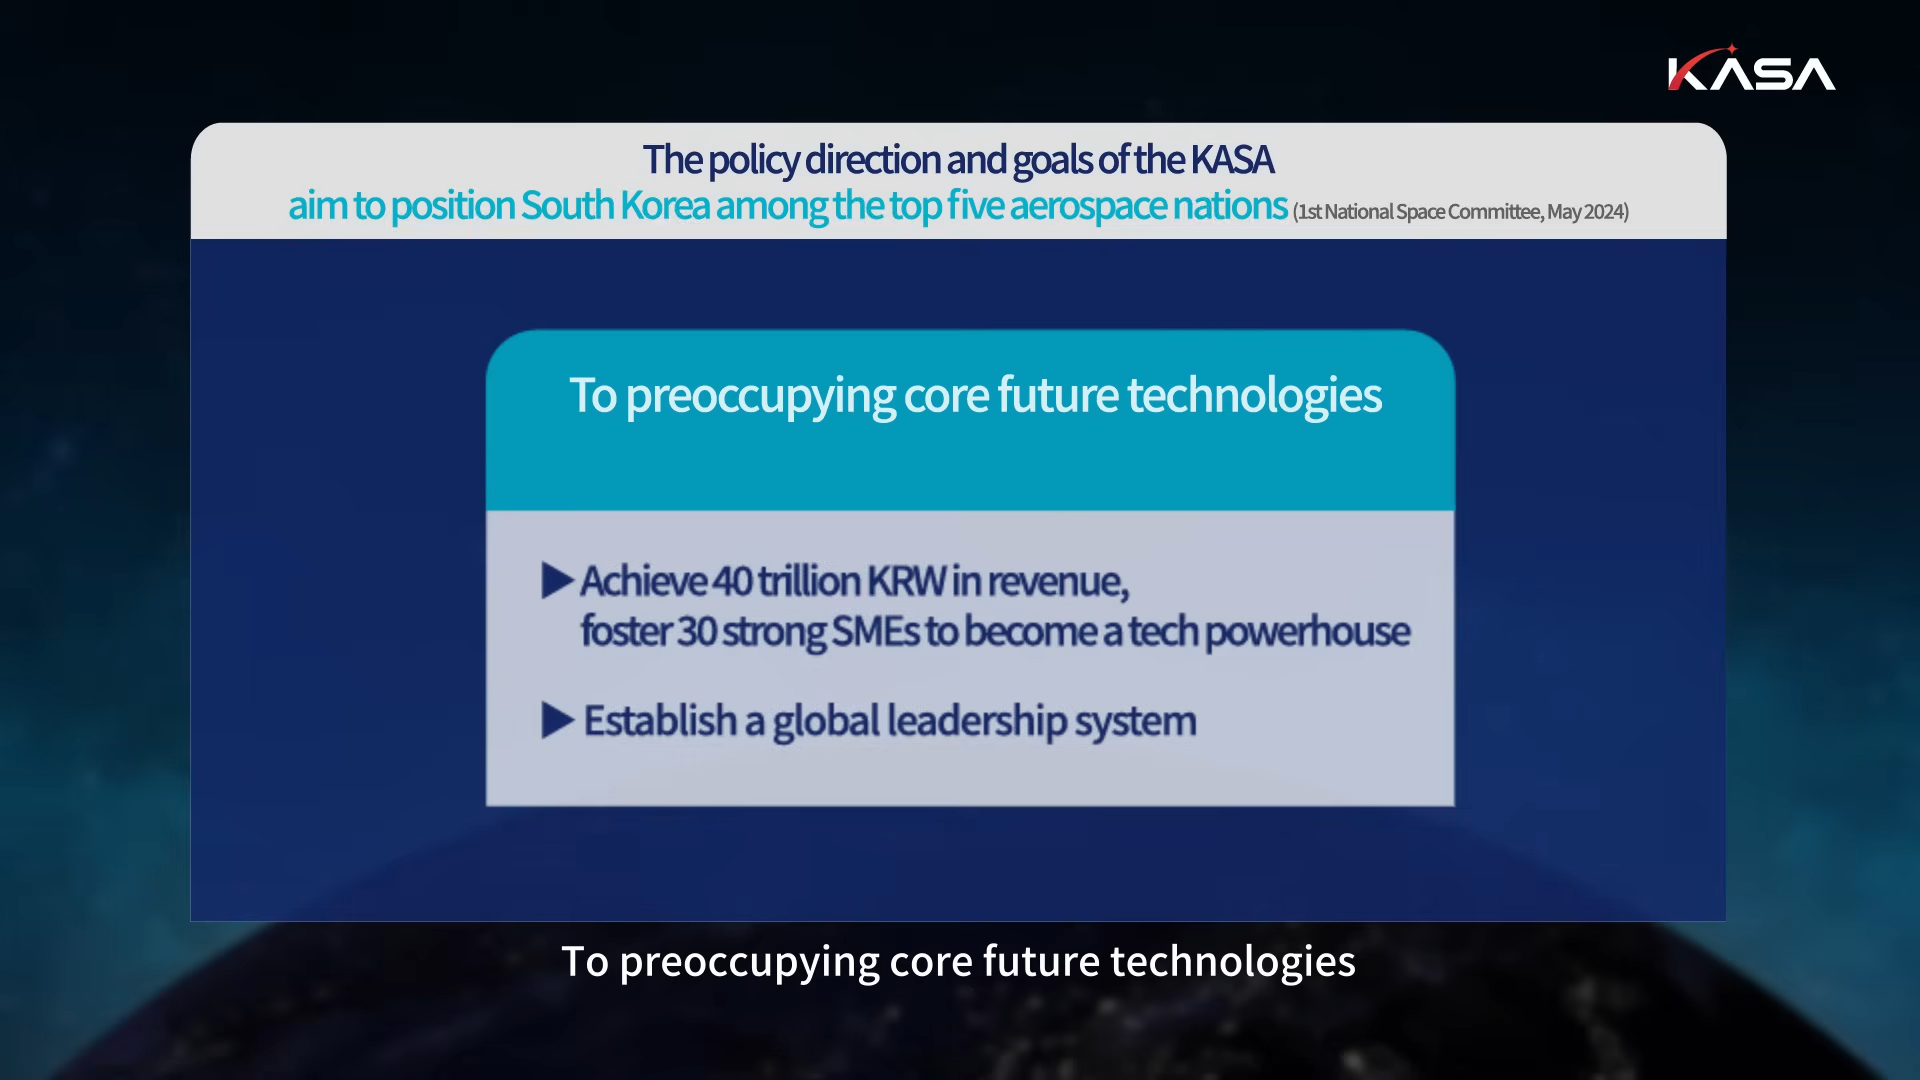 KASA
The policy direction and goals of the KASA
aim to position South Korea among the top five aerospace nations (1st National Space Committee, May 2024)
To preoccupying core future technologies
▶ Achieve 40 trillion KRW in revenue,
foster 30 strong SMEs to become a tech powerhouse
▶ Establish a global leadership system
To preoccupying core future technologies